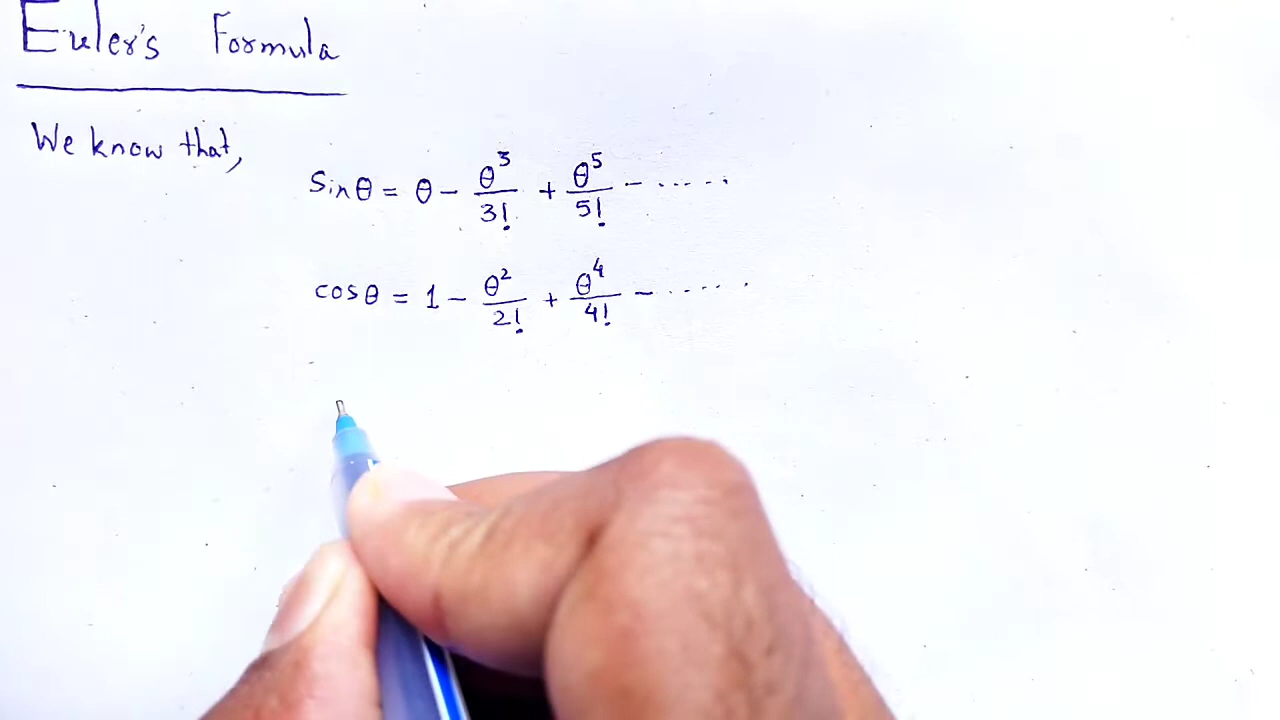 Euler's Formula
We know that,
Sinθ = θ - θ³/3! + θ⁵/5! - ......
cosθ = 1 - θ²/2! + θ⁴/4! - ......